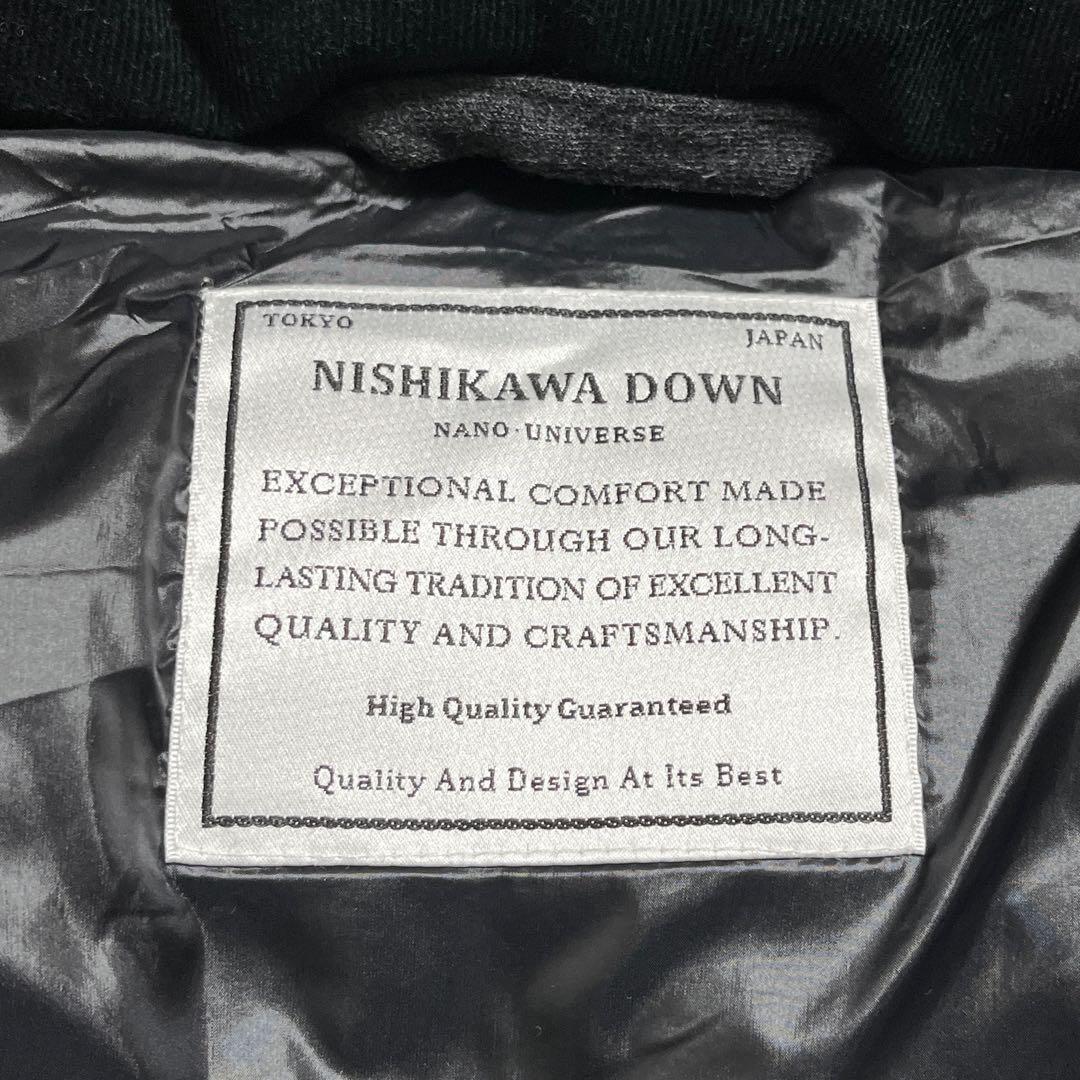 TOKYO
JAPAN
NISHIKAWA DOWN
NANO·UNIVERSE
EXCEPTIONAL COMFORT MADE
POSSIBLE THROUGH OUR LONG-
LASTING TRADITION OF EXCELLENT
QUALITY AND CRAFTSMANSHIP.
High Quality Guaranteed
Quality And Design At Its Best